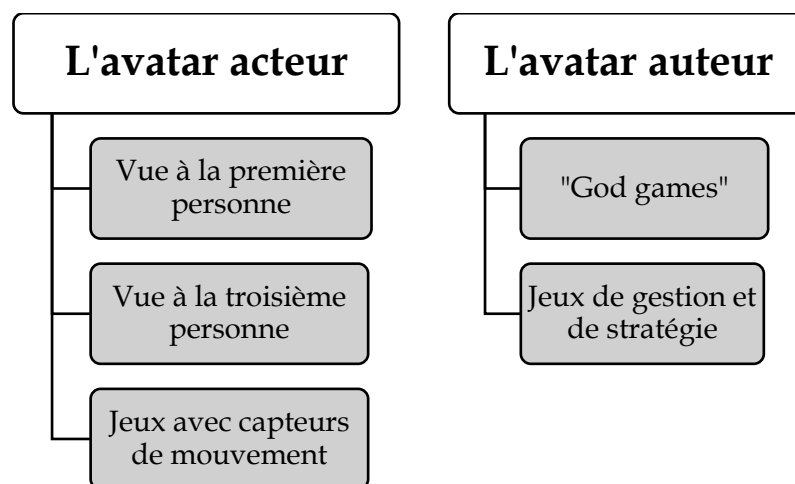 L'avatar acteur
Vue à la première
personne
Vue à la troisième
personne
Jeux avec capteurs
de mouvement
L'avatar auteur
"God games"
Jeux de gestion et
de stratégie